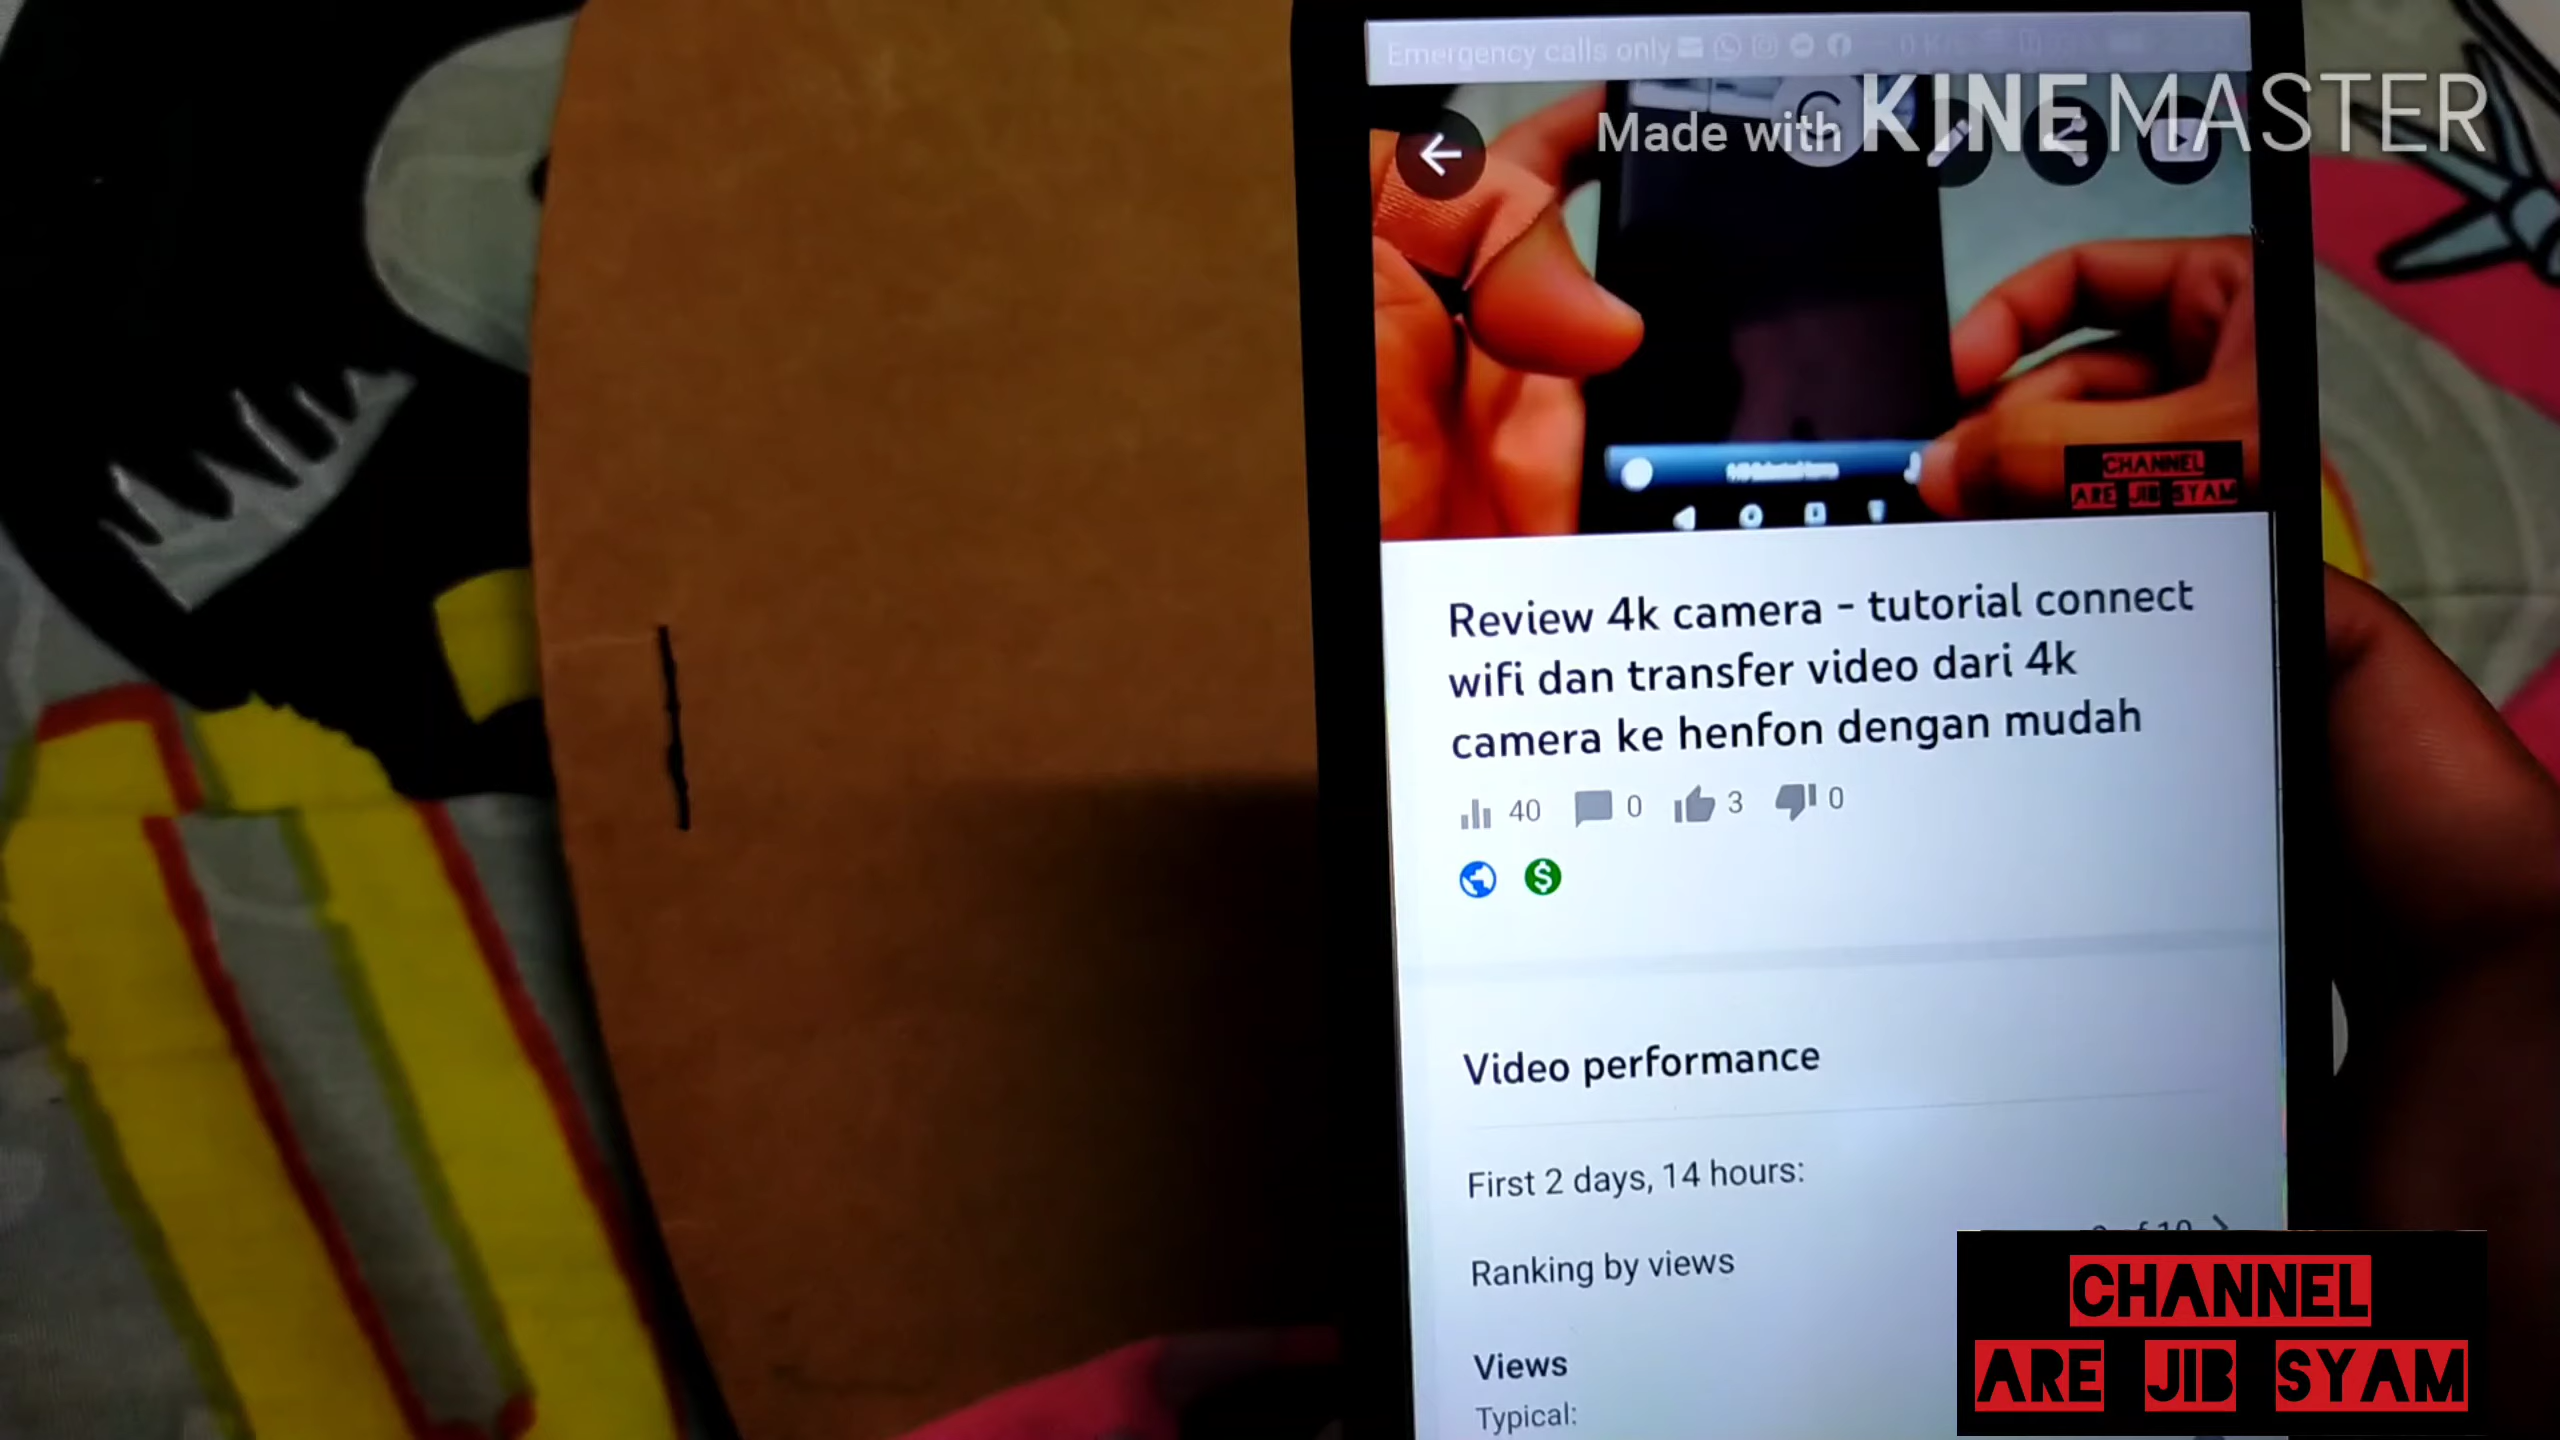 Emergency calls only
Made with KINEMASTER
CHANNEL
ARE JIB SYAM
Review 4k camera - tutorial connect
wifi dan transfer video dari 4k
camera ke henfon dengan mudah
40 0 3 0
Video performance
First 2 days, 14 hours:
Ranking by views
Views
Typical:
CHANNEL
ARE JIB SYAM